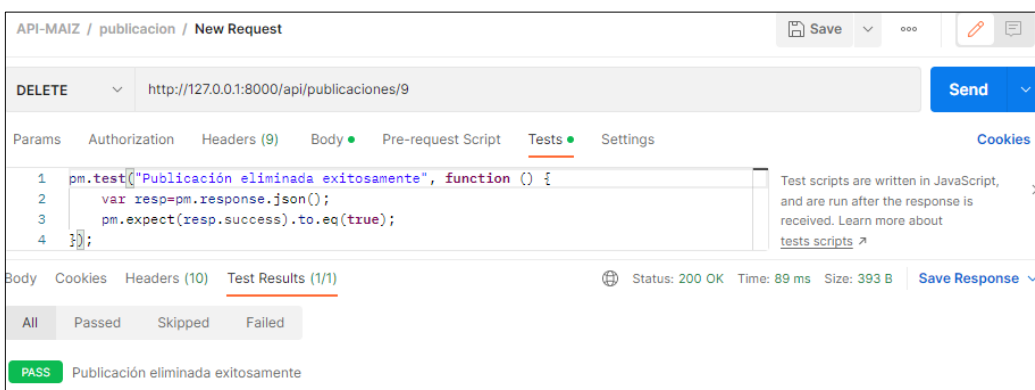 API-MAIZ / publicacion / New Request Save
DELETE http://127.0.0.1:8000/api/publicaciones/9 Send
Params Authorization Headers (9) Body Pre-request Script Tests Settings Cookies
1 pm.test("Publicación eliminada exitosamente", function () {
2 var resp=pm.response.json();
3 pm.expect(resp.success).to.eq(true);
4 });
Test scripts are written in JavaScript,
and are run after the response is
received. Learn more about
tests scripts
Body Cookies Headers (10) Test Results (1/1) Status: 200 OK Time: 89 ms Size: 393 B Save Response
All Passed Skipped Failed
PASS Publicación eliminada exitosamente